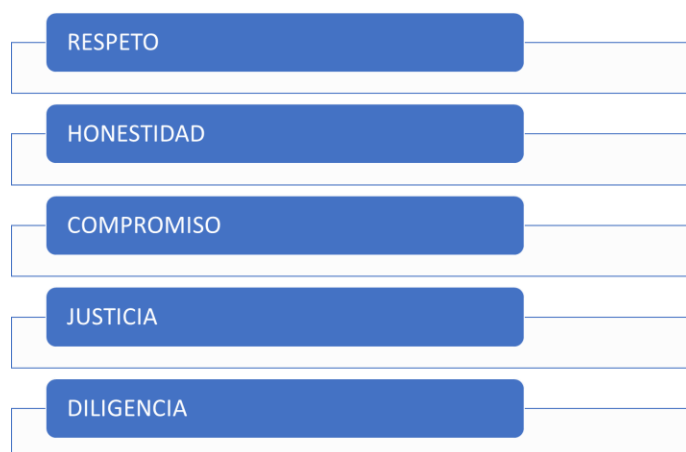 RESPETO
HONESTIDAD
COMPROMISO
JUSTICIA
DILIGENCIA